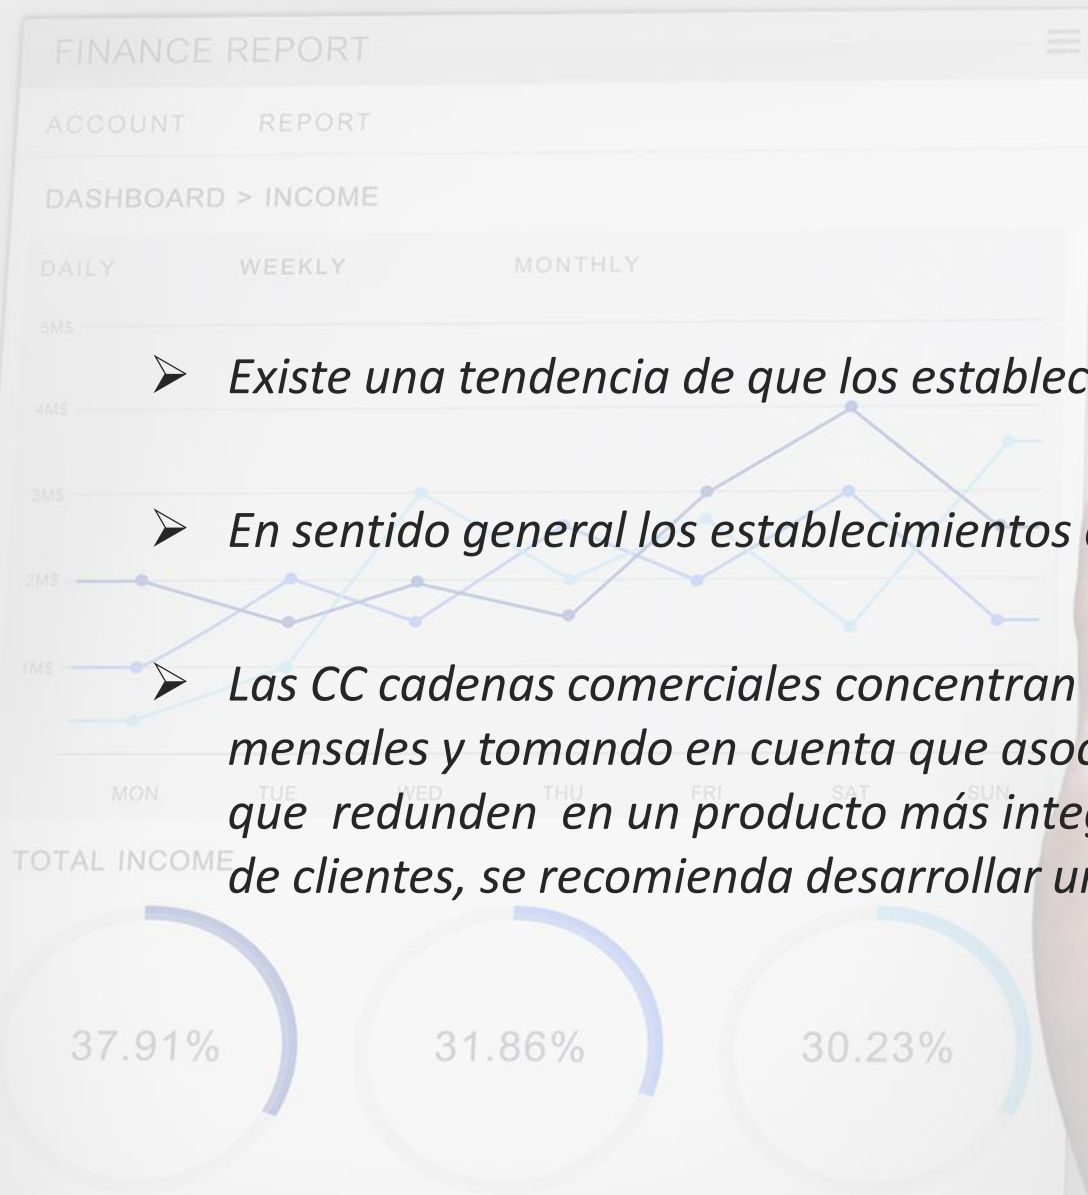 FINANCE REPORT
ACCOUNT REPORT
DASHBOARD > INCOME
DAILY WEEKLY MONTHLY
5M$
➢ Existe una tendencia de que los establec
4M$
3M$
➢ En sentido general los establecimientos
2M$
1M$
➢ Las CC cadenas comerciales concentran
mensales y tomando en cuenta que asoc
MON TUE WED THU FRI SAT SUN
que redunden en un producto más integ
TOTAL INCOME
de clientes, se recomienda desarrollar un
37.91% 31.86% 30.23%